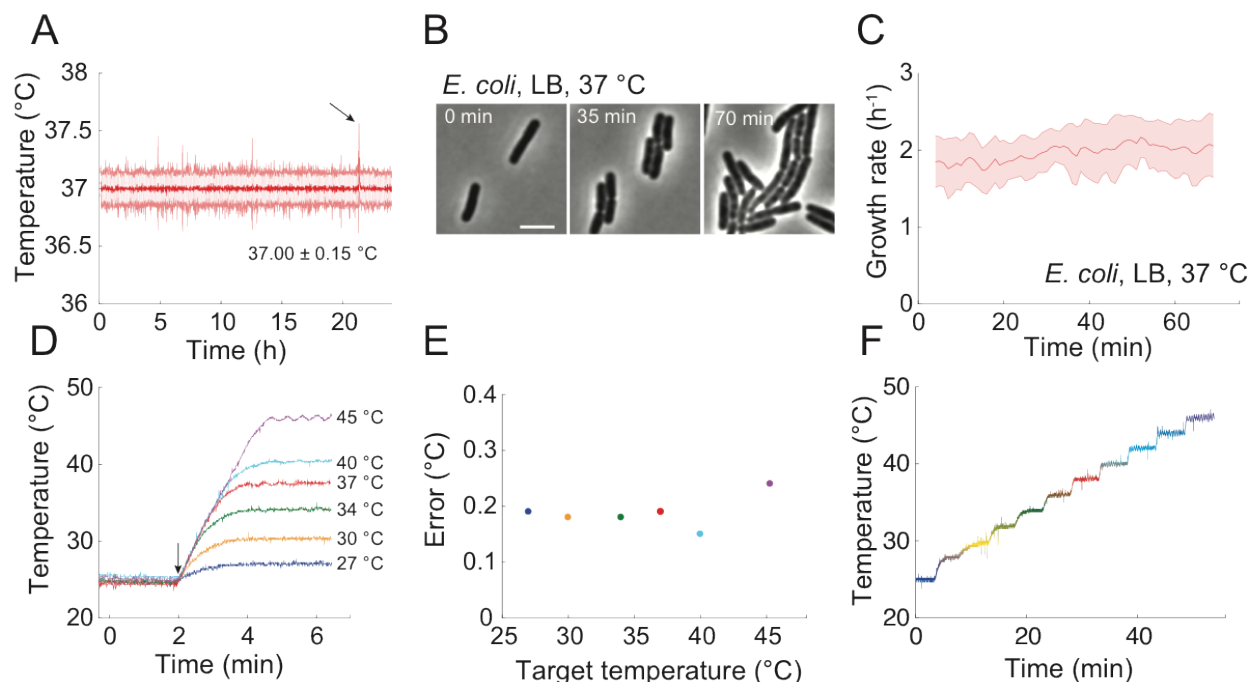 A
Temperature (°C)
38
37.5
37
36.5
36
37.00 ± 0.15 °C
0
5
10
15
20
Time (h)
B
E. coli, LB, 37 °C
0 min
35 min
70 min
C
Growth rate (h-1)
3
2
1
0
E. coli, LB, 37 °C
0
20
40
60
Time (min)
D
Temperature (°C)
50
40
30
20
45 °C
40 °C
37 °C
34 °C
30 °C
27 °C
0
2
4
6
Time (min)
E
Error (°C)
0.4
0.3
0.2
0.1
0
25
30
35
40
45
Target temperature (°C)
F
Temperature (°C)
50
40
30
20
0
20
40
Time (min)